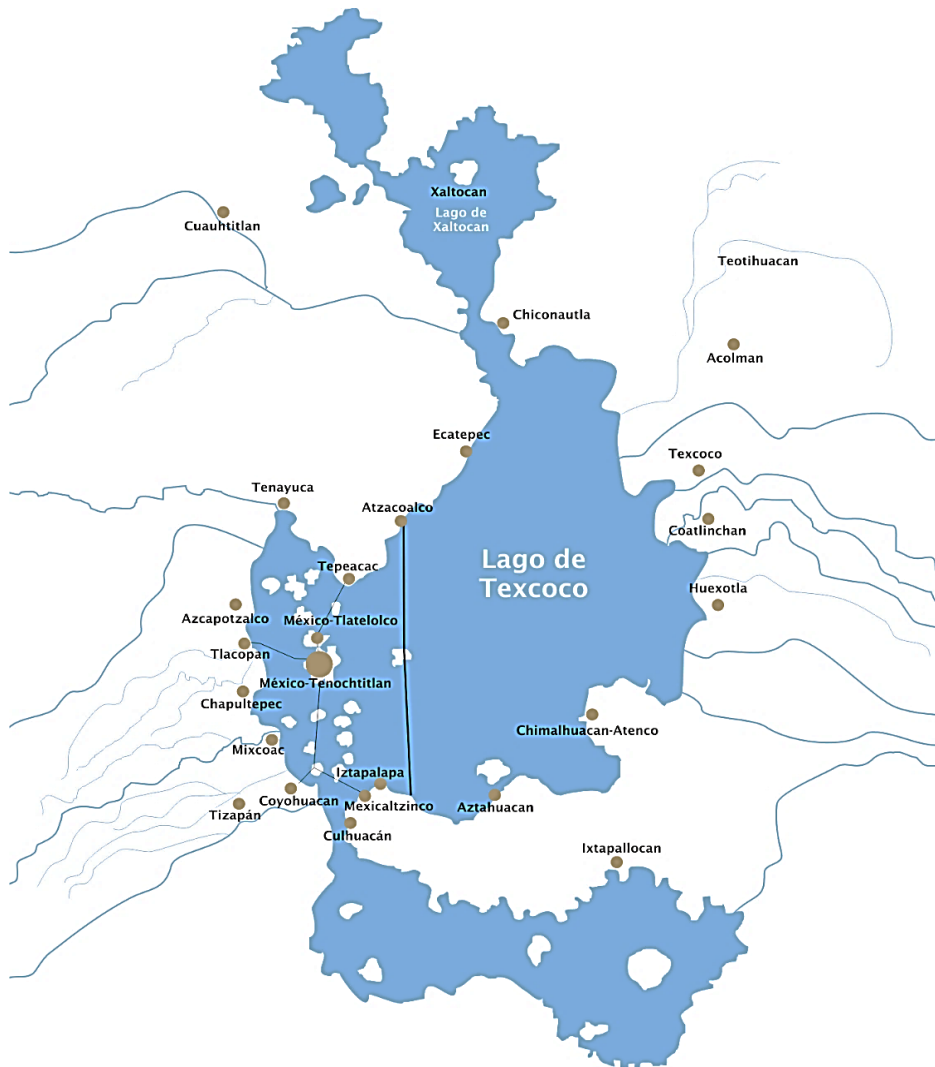 Xaltocan
Lago de
Xaltocan
Cuauhtitlan
Teotihuacan
Chiconautla
Acolman
Ecatepec
Texcoco
Tenayuca
Atzacoalco
Coatlinchan
Lago de
Texcoco
Tepeacac
Huexotla
Azcapotzalco
México-Tlatelolco
Tlacopan
México-Tenochtitlan
Chapultepec
Chimalhuacan-Atenco
Mixcoac
Iztapalapa
Coyohuacan
Mexicaltzinco
Aztahuacan
Tizapán
Culhuacán
Ixtapallocan